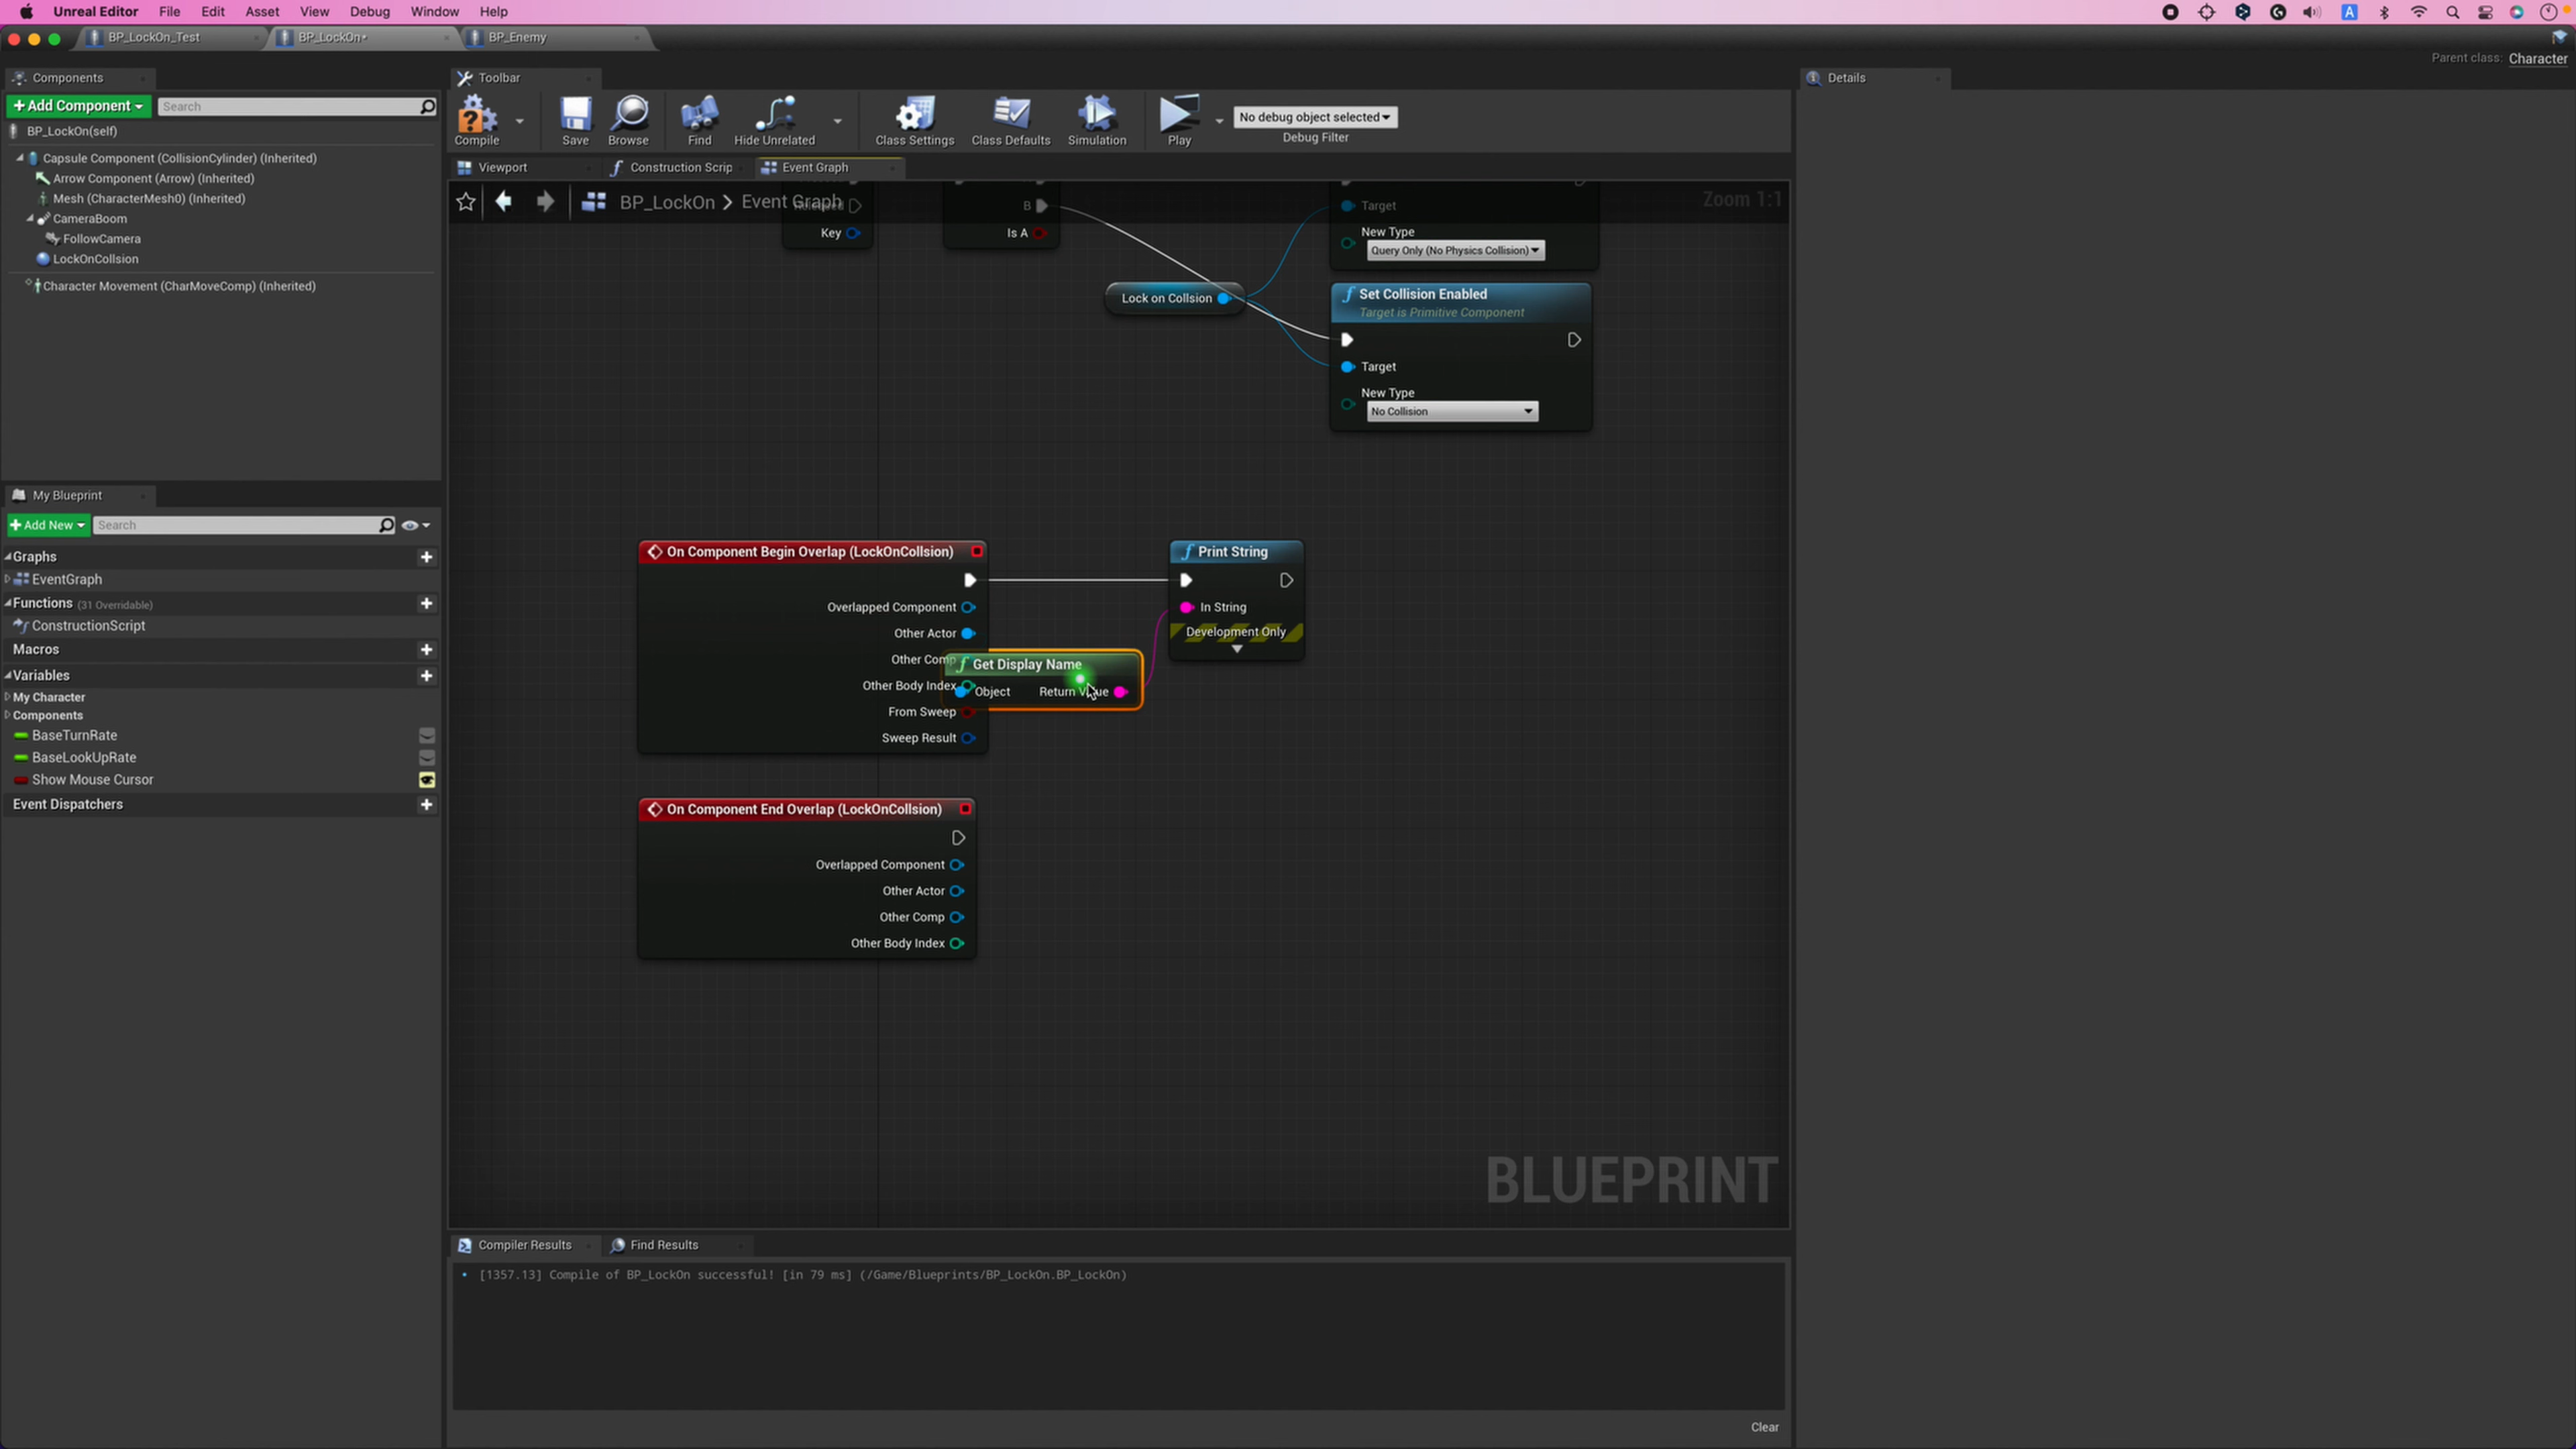 Unreal Editor File Edit Asset View Debug Window Help A
BP_LockOn_Test BP_LockOn* BP_Enemy
Parent class: Character
Components
+Add Component Search
BP_LockOn(self)
Capsule Component (CollisionCylinder) (Inherited)
Arrow Component (Arrow) (Inherited)
Mesh (CharacterMesh0) (Inherited)
CameraBoom
FollowCamera
LockOnCollsion
Character Movement (CharMoveComp) (Inherited)
My Blueprint
+Add New Search
Graphs
EventGraph
Functions (31 Overridable)
ConstructionScript
Macros
Variables
My Character
Components
BaseTurnRate
BaseLookUpRate
Show Mouse Cursor
Event Dispatchers
Toolbar
Compile Save Browse Find Hide Unrelated Class Settings Class Defaults Simulation Play
No debug object selected
Debug Filter
Viewport Construction Scrip Event Graph
BP_LockOn > Event Graph
Zoom 1:1
Key
B
Is A
Target
New Type
Query Only (No Physics Collision)
Lock on Collsion
Set Collision Enabled
Target is Primitive Component
Target
New Type
No Collision
On Component Begin Overlap (LockOnCollsion)
Overlapped Component
Other Actor
Other Comp
Other Body Index
From Sweep
Sweep Result
Get Display Name
Object Return Value
Print String
In String
Development Only
On Component End Overlap (LockOnCollsion)
Overlapped Component
Other Actor
Other Comp
Other Body Index
BLUEPRINT
Compiler Results Find Results
[1357.13] Compile of BP_LockOn successful! [in 79 ms] (/Game/Blueprints/BP_LockOn.BP_LockOn)
Clear
Details